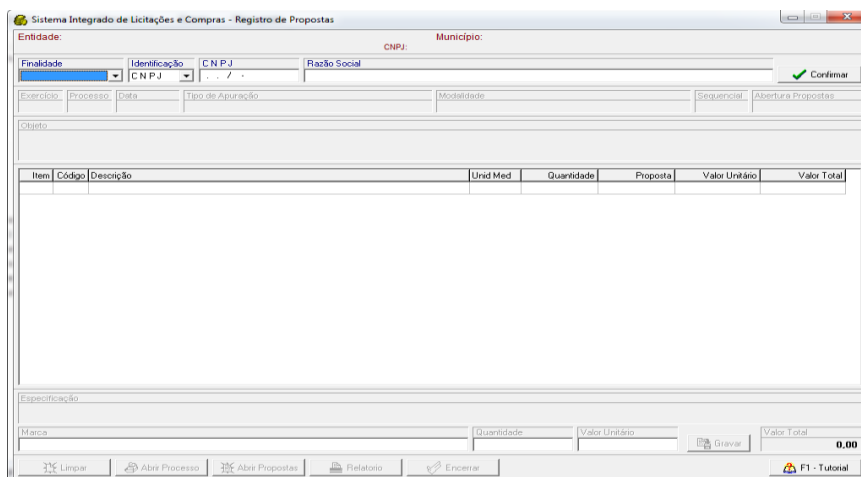 Sistema Integrado de Licitações e Compras - Registro de Propostas
Entidade: Município:
CNPJ:
Finalidade Identificação C N P J Razão Social
C N P J . . / - Confirmar
Exercício Processo Data Tipo de Apuração Modalidade Sequencial Abertura Propostas
Objeto
Item Código Descrição Unid Med Quantidade Proposta Valor Unitário Valor Total
Especificação
Marca Quantidade Valor Unitário Valor Total
Gravar 0,00
Limpar Abrir Processo Abrir Propostas Relatorio Encerrar F1 - Tutorial